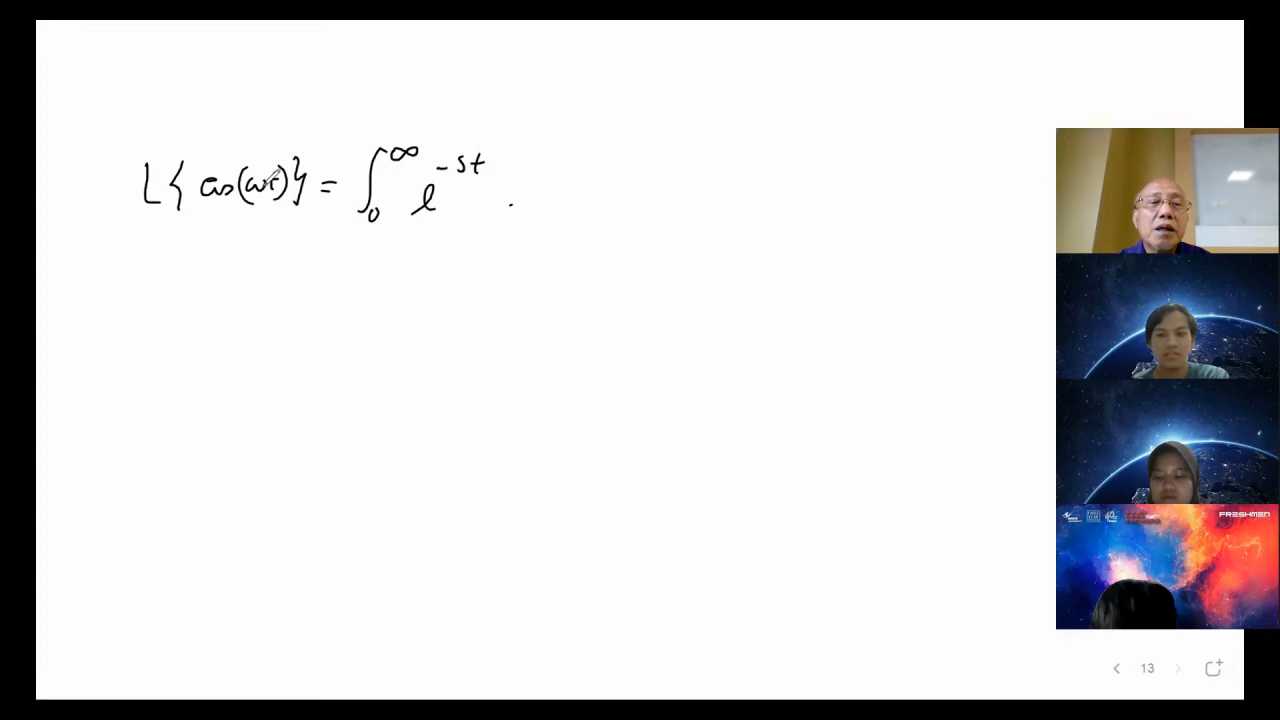 L{cos(ωt)} = ∫₀^∞ e^{-st} .
FRESHMEN
13